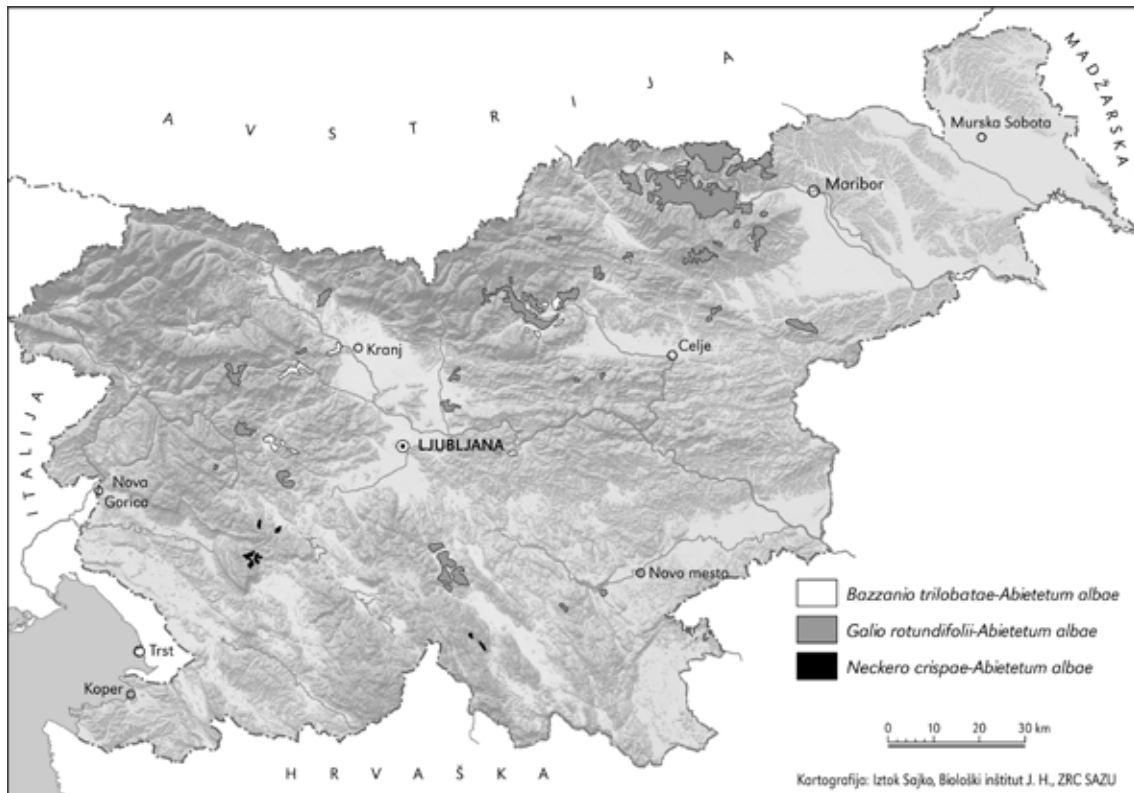 A V S T R I J A
MADŽARSKA
Murska Sobota
Maribor
Kranj
Celje
ITALIJA
LJUBLJANA
Nova
Gorica
Novo mesto
Bazzanio trilobatae-Abietetum albae
Galio rotundifolii-Abietetum albae
Neckero crispae-Abietetum albae
Trst
Koper
0 10 20 30 km
H R V A Š K A
Kartografija: Iztok Sajko, Biološki inštitut J. H., ZRC SAZU